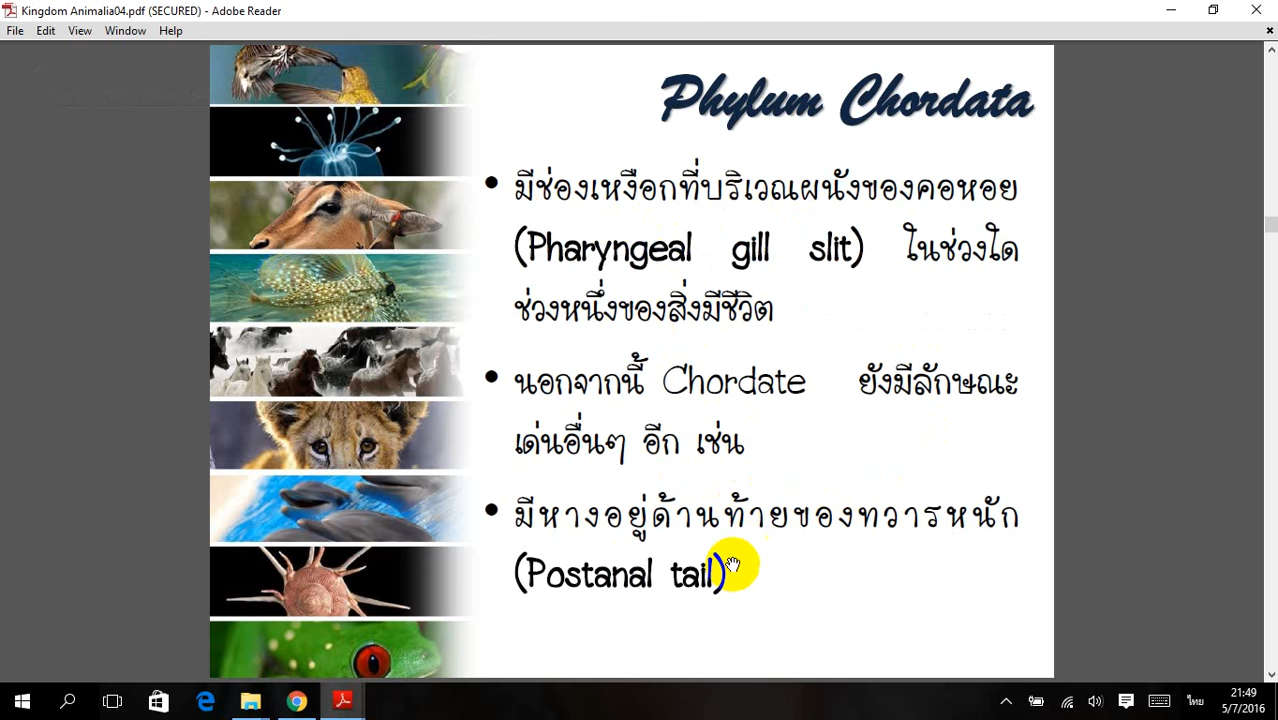 Kingdom Animalia04.pdf (SECURED) - Adobe Reader
File Edit View Window Help
Phylum Chordata
• มีช่องเหงือกที่บริเวณผนังของคอหอย
(Pharyngeal gill slit) ในช่วงใด
ช่วงหนึ่งของสิ่งมีชีวิต
• นอกจากนี้ Chordate ยังมีลักษณะ
เด่นอื่นๆ อีก เช่น
• มีหางอยู่ด้านท้ายของทวารหนัก
(Postanal tail)
ไทย
21:49
5/7/2016